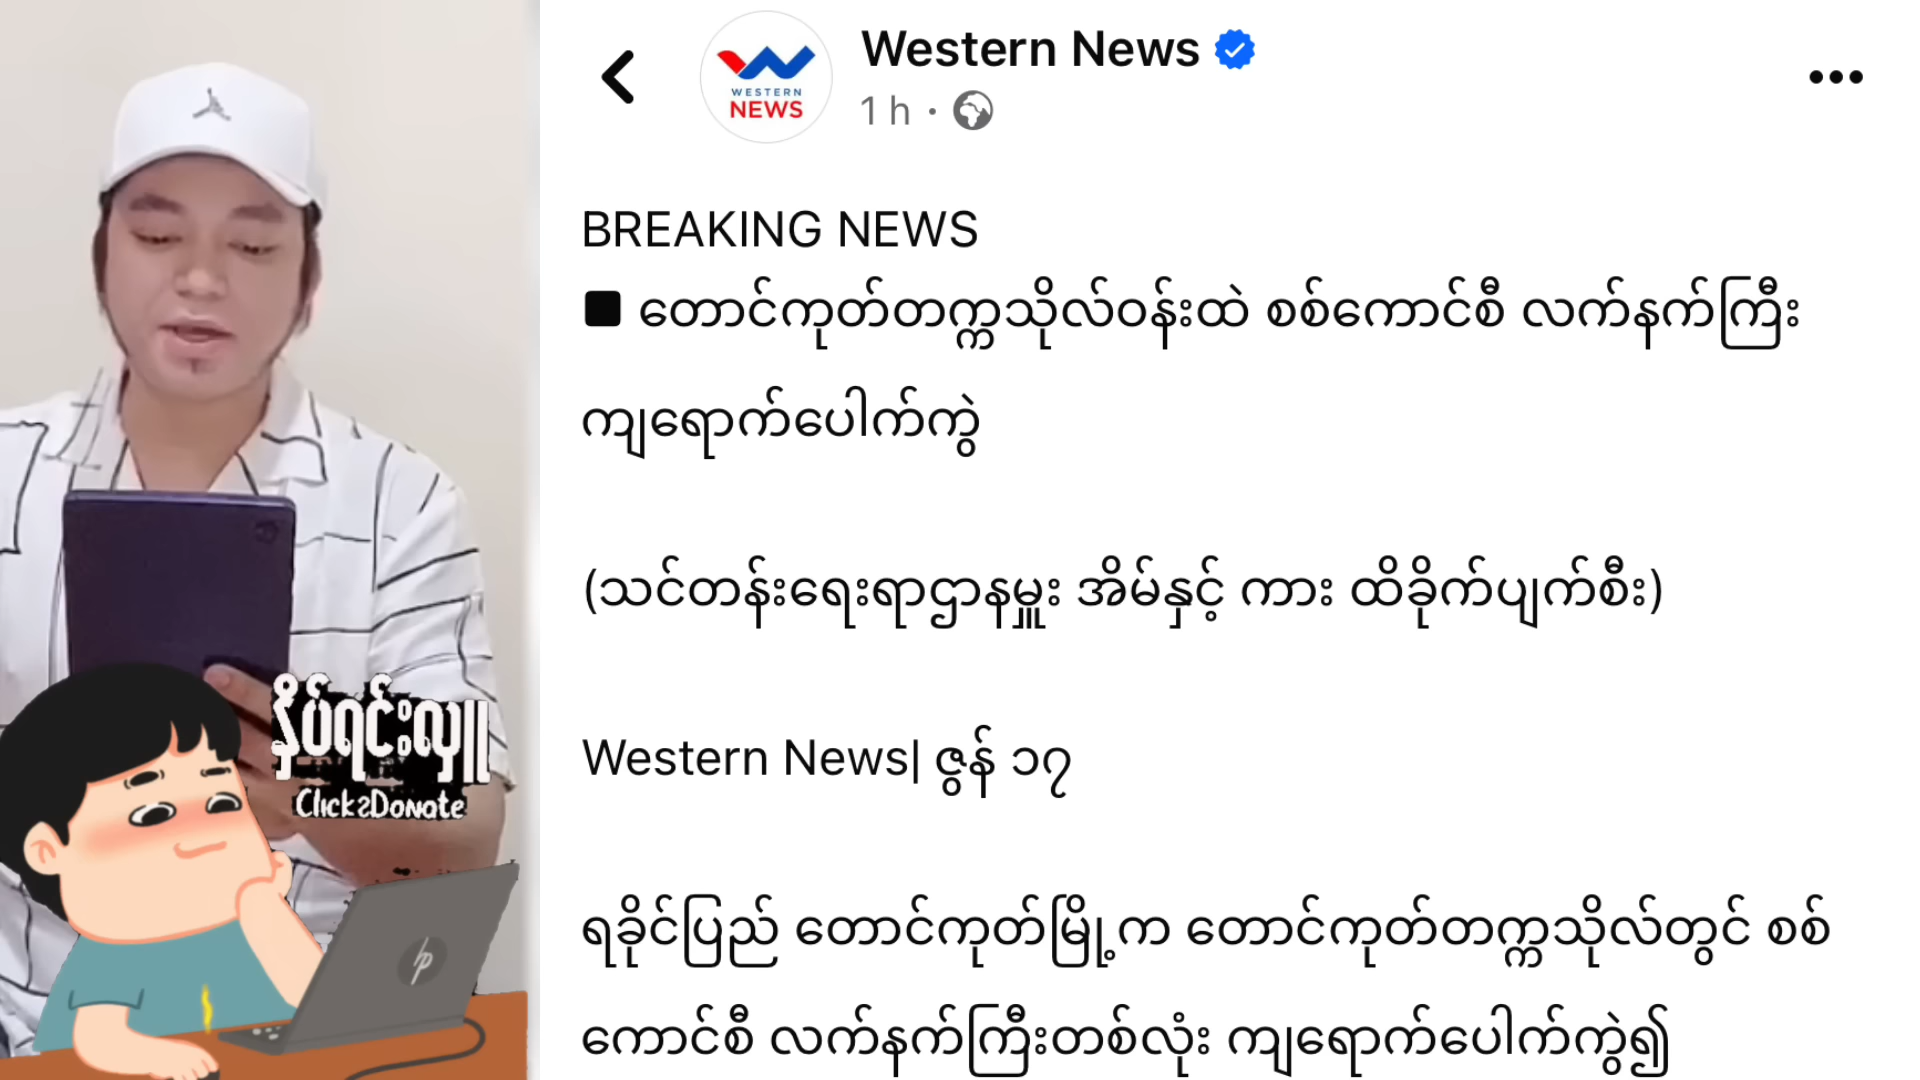 Western News
1 h
WESTERN
NEWS
BREAKING NEWS
■ တောင်ကုတ်တက္ကသိုလ်ဝန်းထဲ စစ်ကောင်စီ လက်နက်ကြီး
ကျရောက်ပေါက်ကွဲ
(သင်တန်းရေးရာဌာနမှူး အိမ်နှင့် ကား ထိခိုက်ပျက်စီး)
Western News| ဇွန် ၁၇
ရခိုင်ပြည် တောင်ကုတ်မြို့က တောင်ကုတ်တက္ကသိုလ်တွင် စစ်
ကောင်စီ လက်နက်ကြီးတစ်လုံး ကျရောက်ပေါက်ကွဲ၍
နှိပ်ရင်းလှူ
Click2Donate
hp